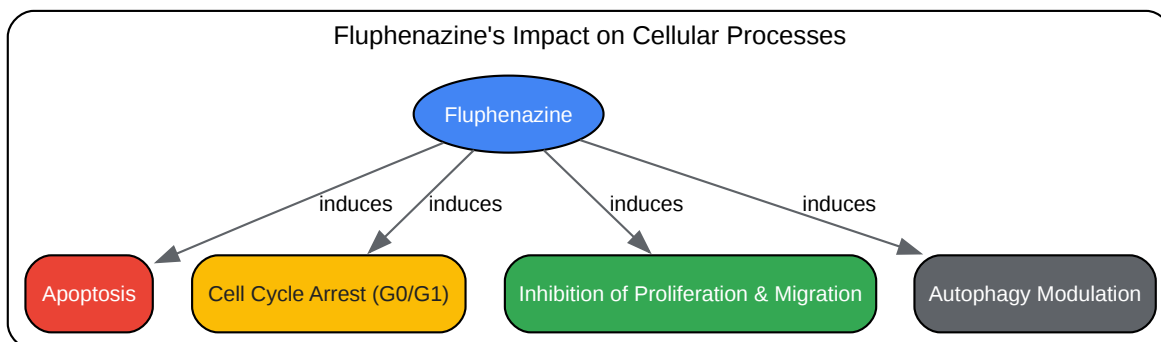 Fluphenazine's Impact on Cellular Processes
Fluphenazine
induces
induces
induces
induces
Apoptosis
Cell Cycle Arrest (G0/G1)
Inhibition of Proliferation & Migration
Autophagy Modulation